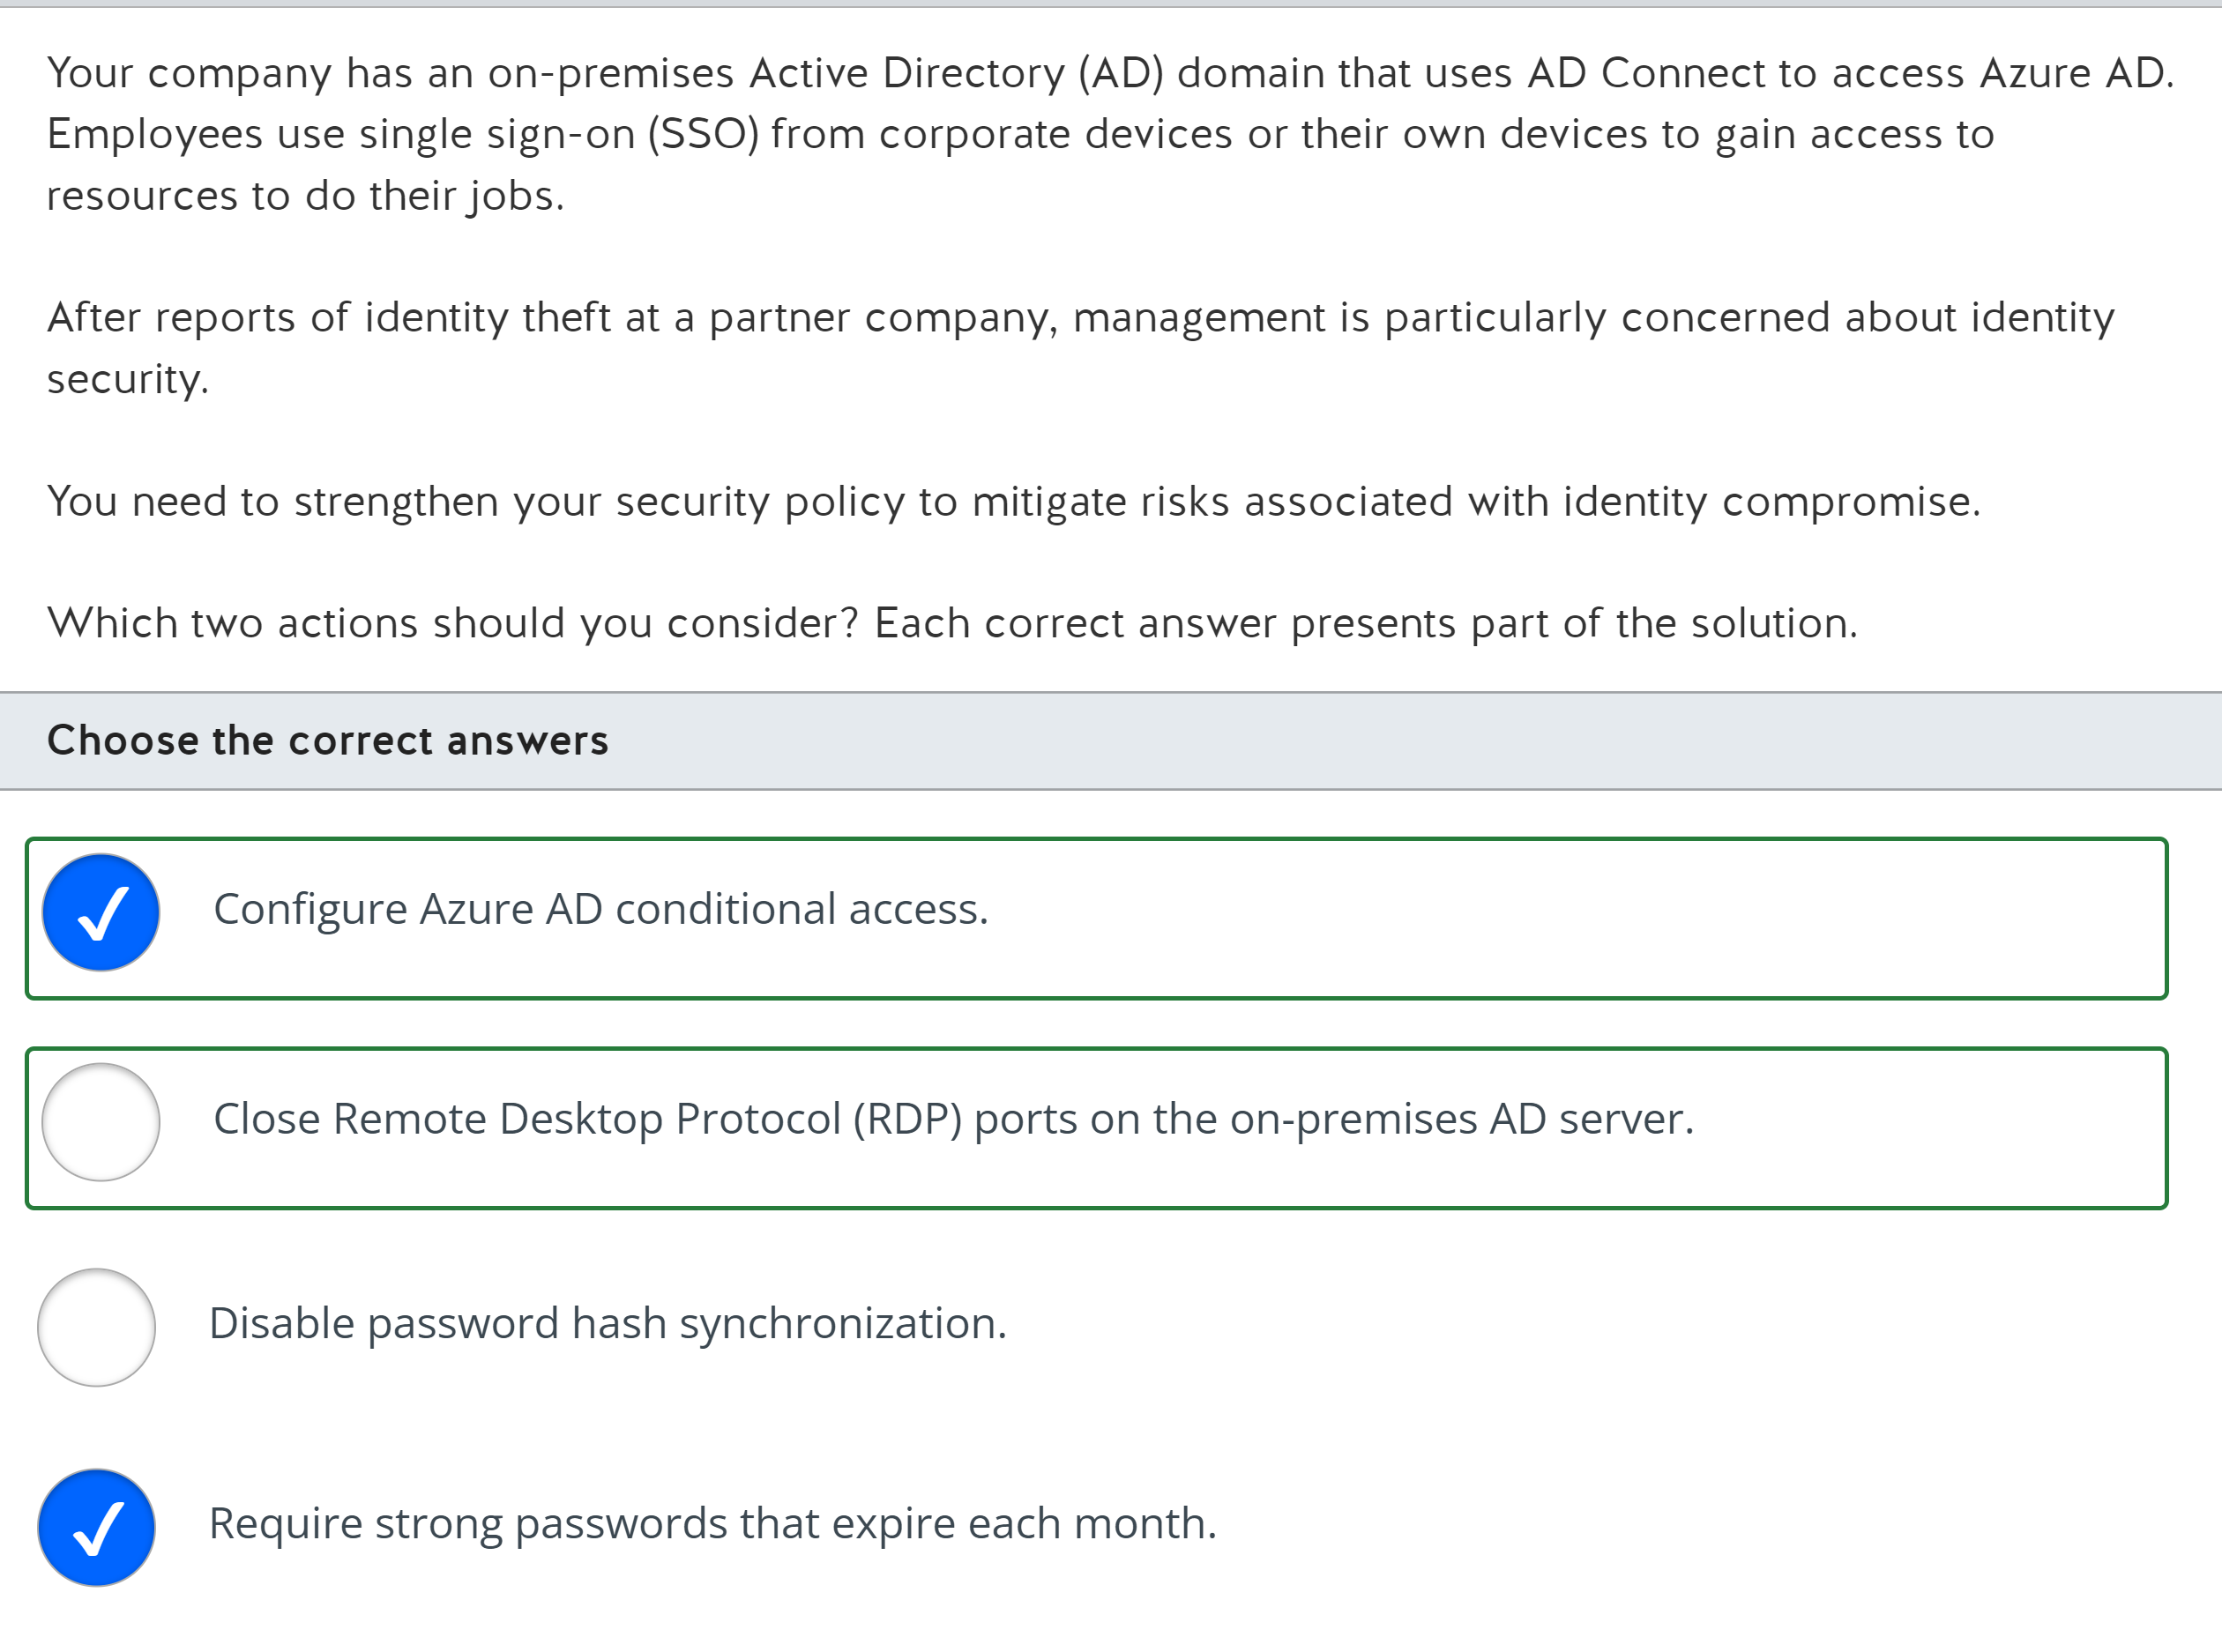 Your company has an on-premises Active Directory (AD) domain that uses AD Connect to access Azure AD.
Employees use single sign-on (SSO) from corporate devices or their own devices to gain access to
resources to do their jobs.
After reports of identity theft at a partner company, management is particularly concerned about identity
security.
You need to strengthen your security policy to mitigate risks associated with identity compromise.
Which two actions should you consider? Each correct answer presents part of the solution.
Choose the correct answers
Configure Azure AD conditional access.
Close Remote Desktop Protocol (RDP) ports on the on-premises AD server.
Disable password hash synchronization.
Require strong passwords that expire each month.